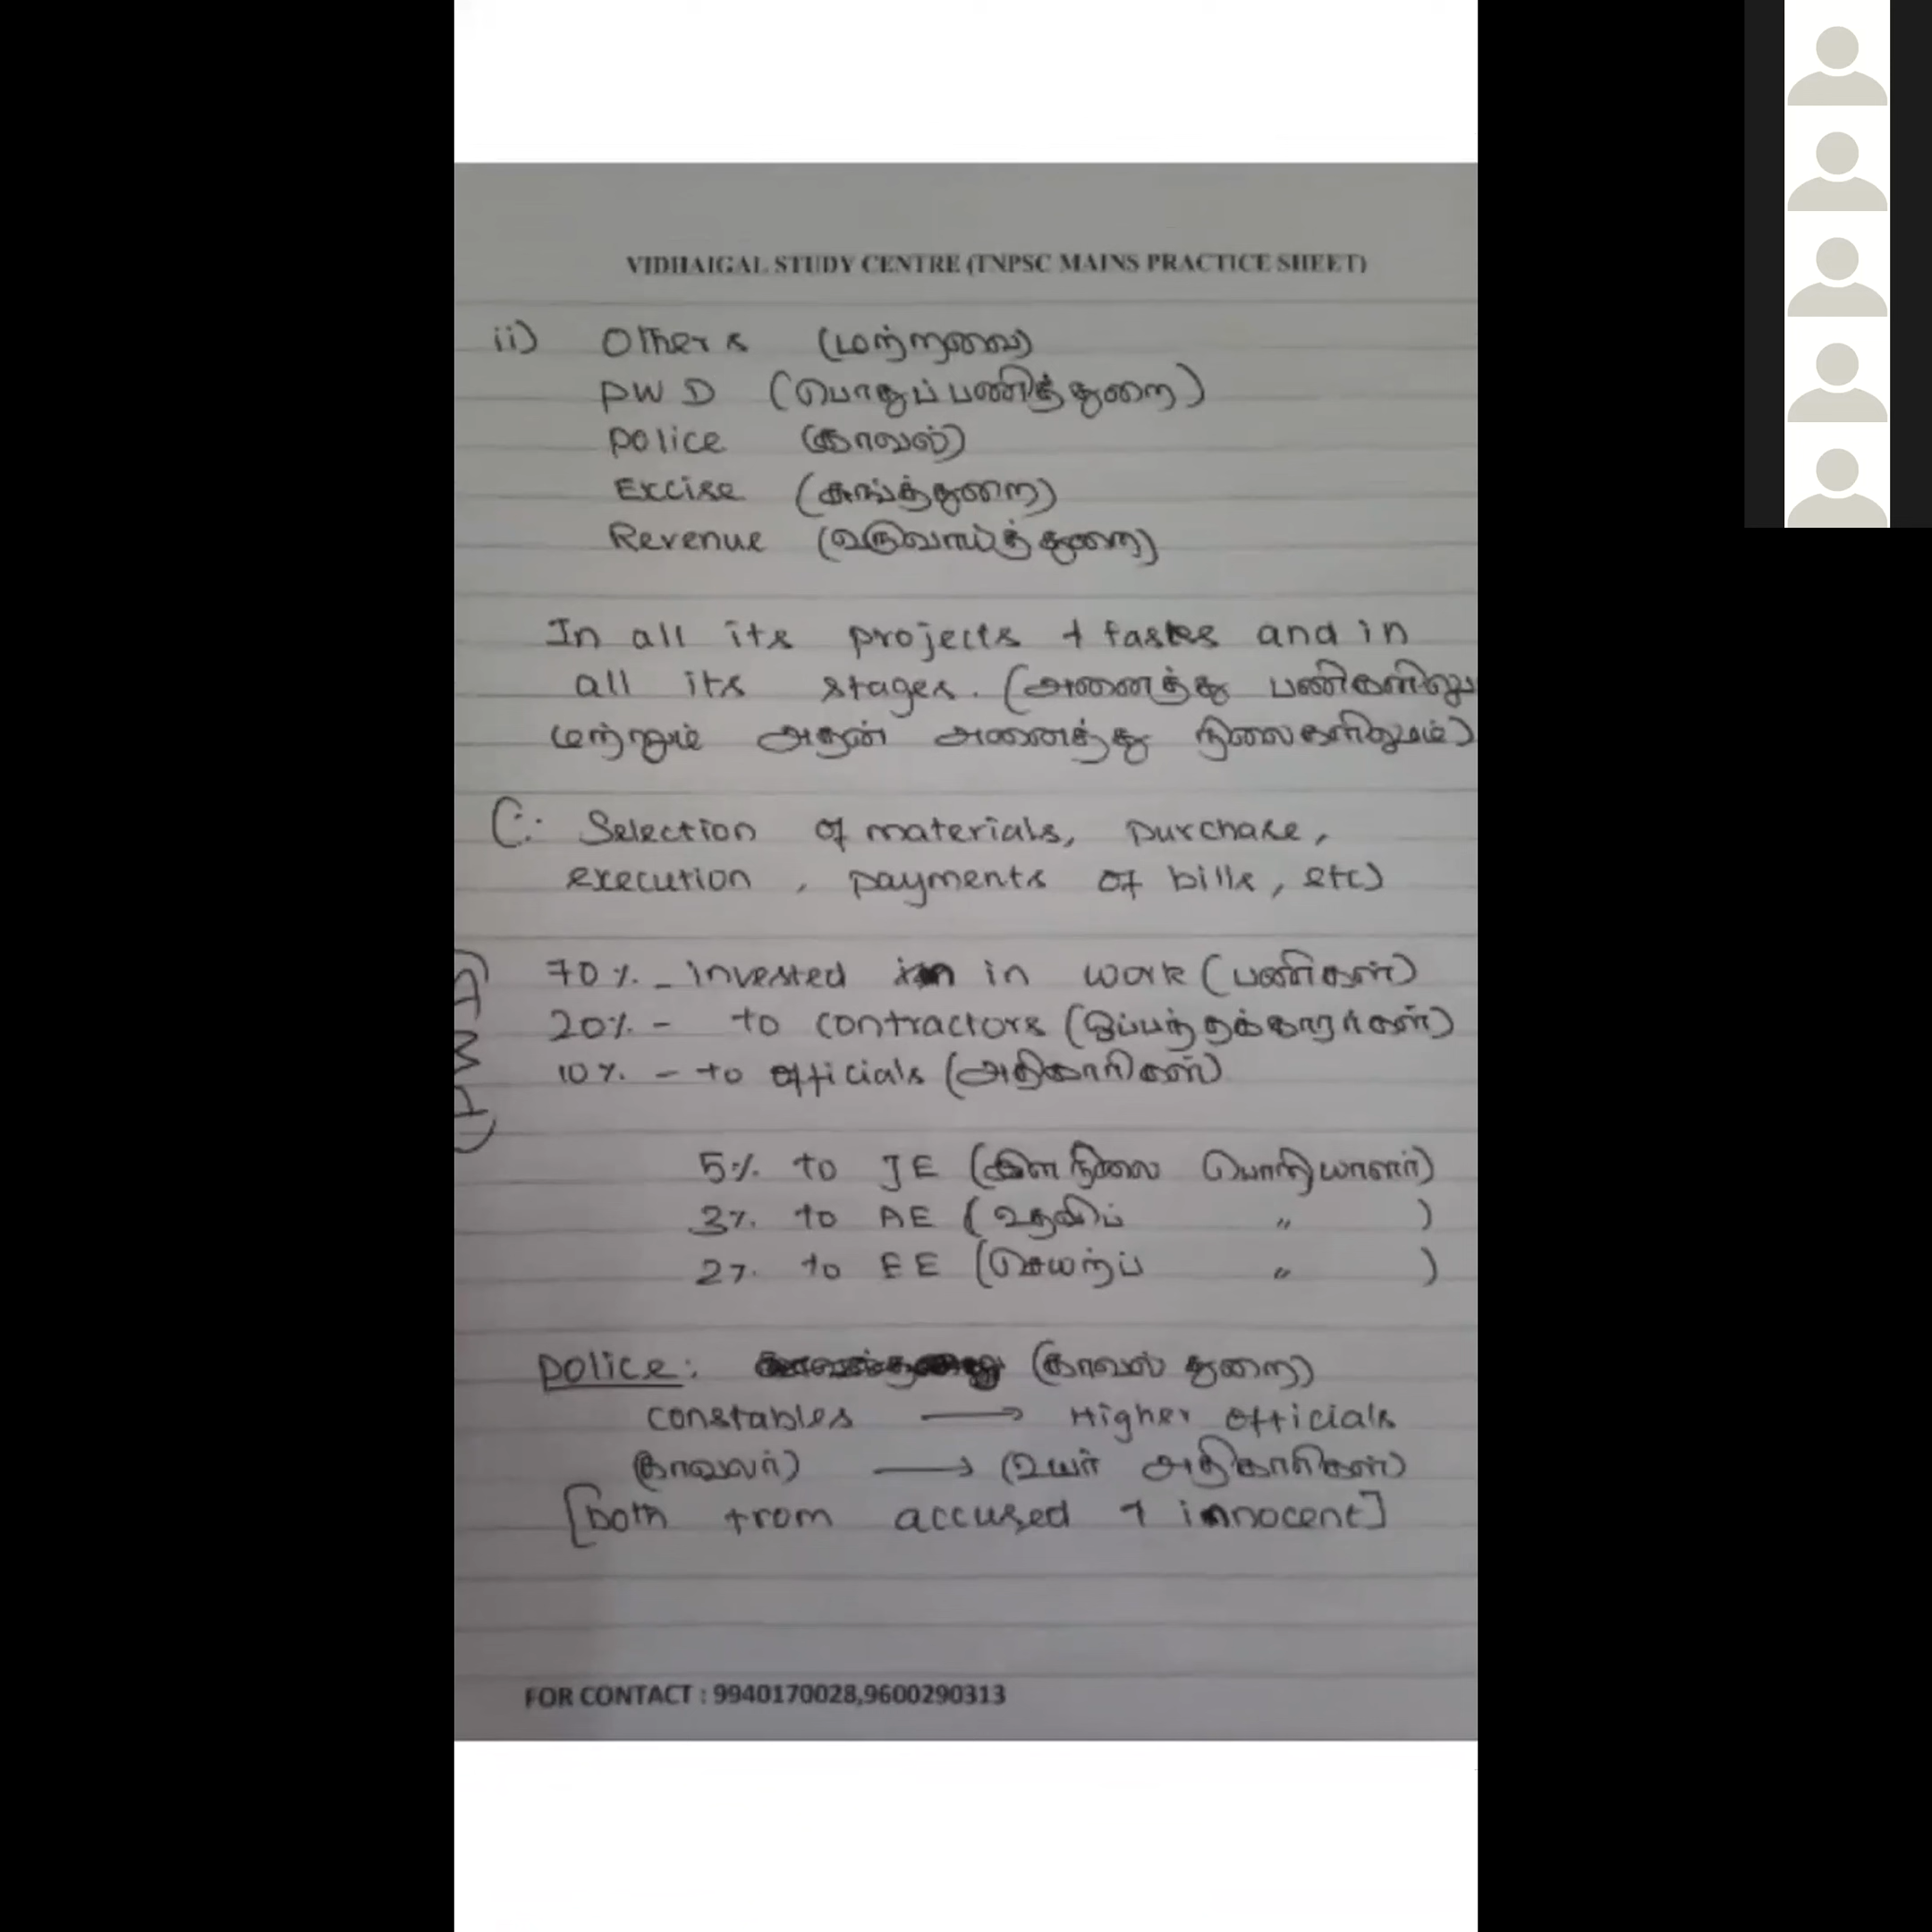 VIDHAIGAL STUDY CENTRE (TNPSC MAINS PRACTICE SHEET)
ii) Others (மற்றவை)
PWD (பொதுப்பணித்துறை)
police (காவல்)
Excise (சுங்த்துறை)
Revenue (வருவாய்த்துறை)
In all its projects + and in
all its stages. (அனைத்து பணிகளிலு
மற்றும் அதன் அனைத்து நிலைகளிலும்)
(∵ Selection of materials, purchase,
execution, payments of bills, etc)
70% - invested in work (பணிகள்)
20% - to contractors (ஒப்பந்தக்காரர்கள்)
10% - to officials (அதிகாரிகள்)
5% to JE (இளநிலை பொறியாளர்)
3% to AE (உதவிப் " )
2% to EE (செயற்ப் " )
police: (காவல் துறை)
constables → Higher officials
(காவலர்) → (உயர் அதிகாரிகள்)
[both from accused + innocent]
FOR CONTACT : 9940170028,9600290313